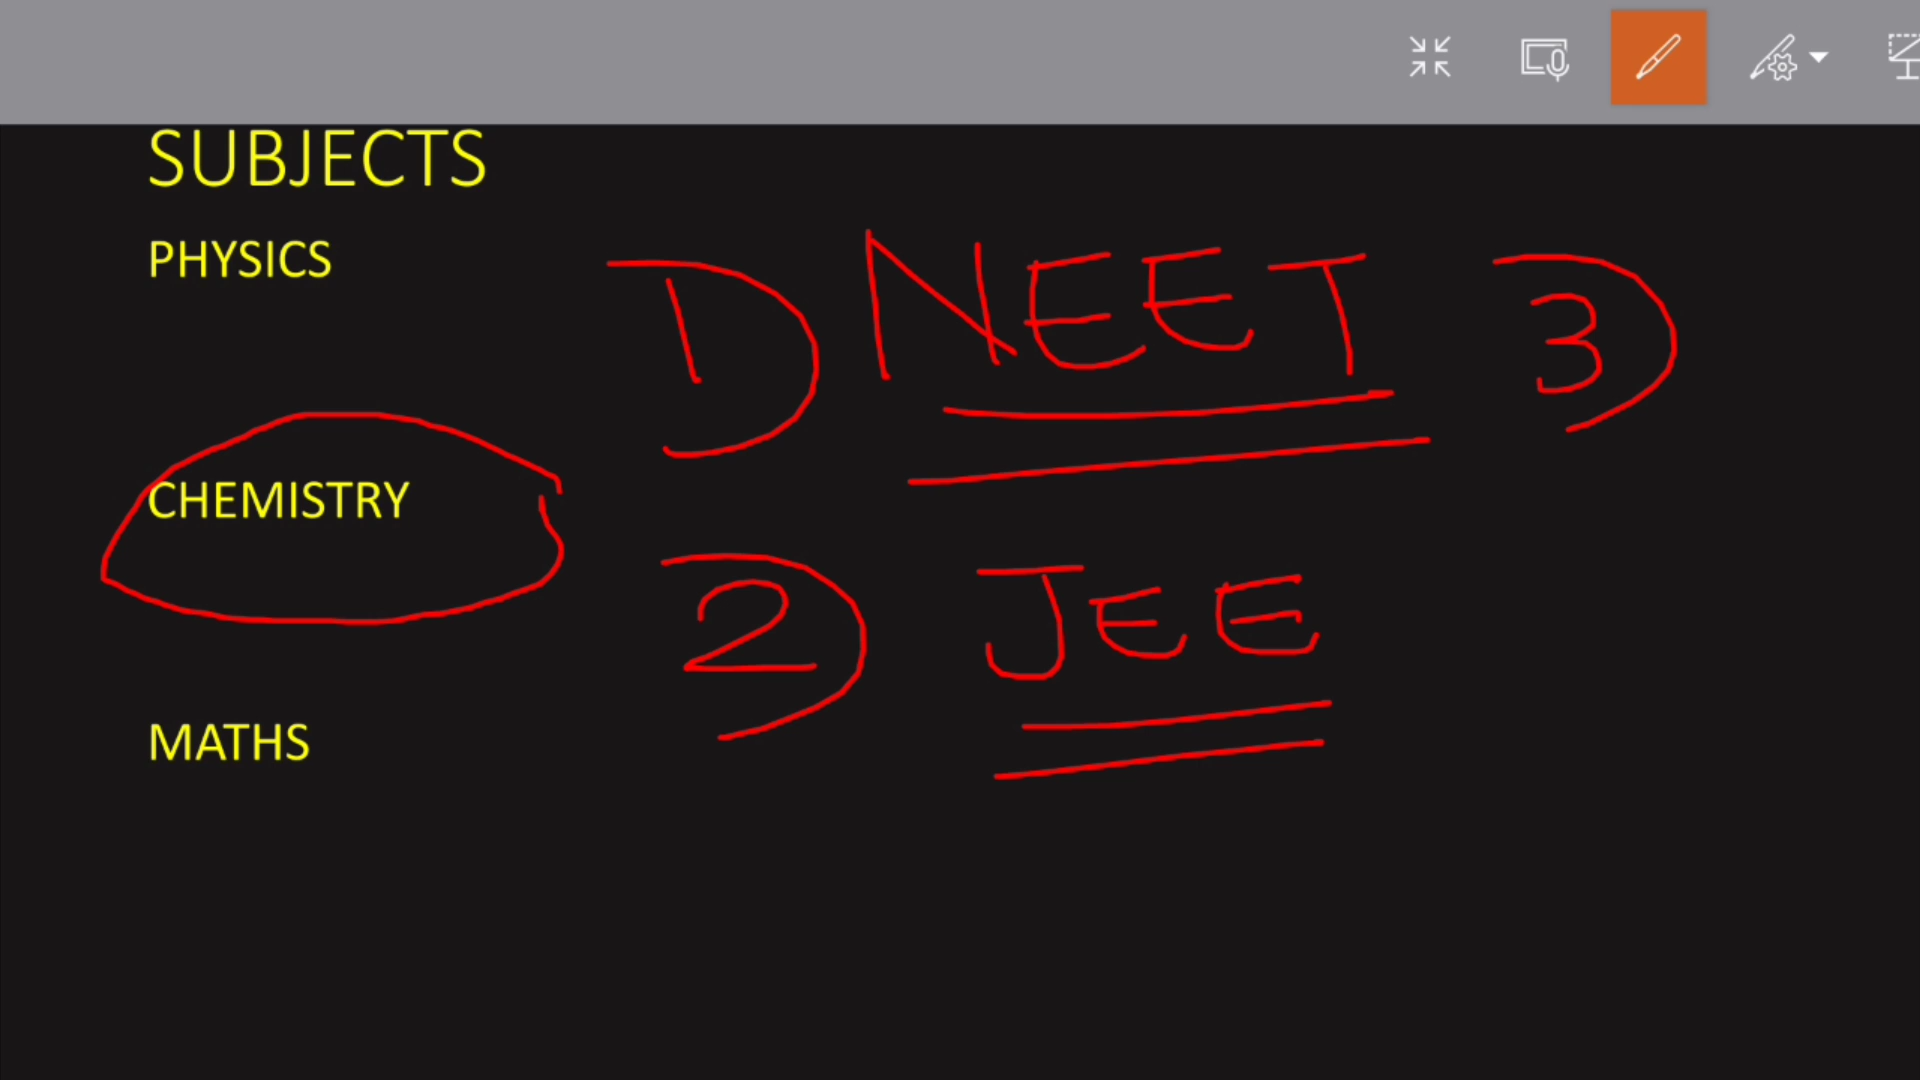 SUBJECTS
PHYSICS
1) NEET 3)
CHEMISTRY
2) JEE
MATHS